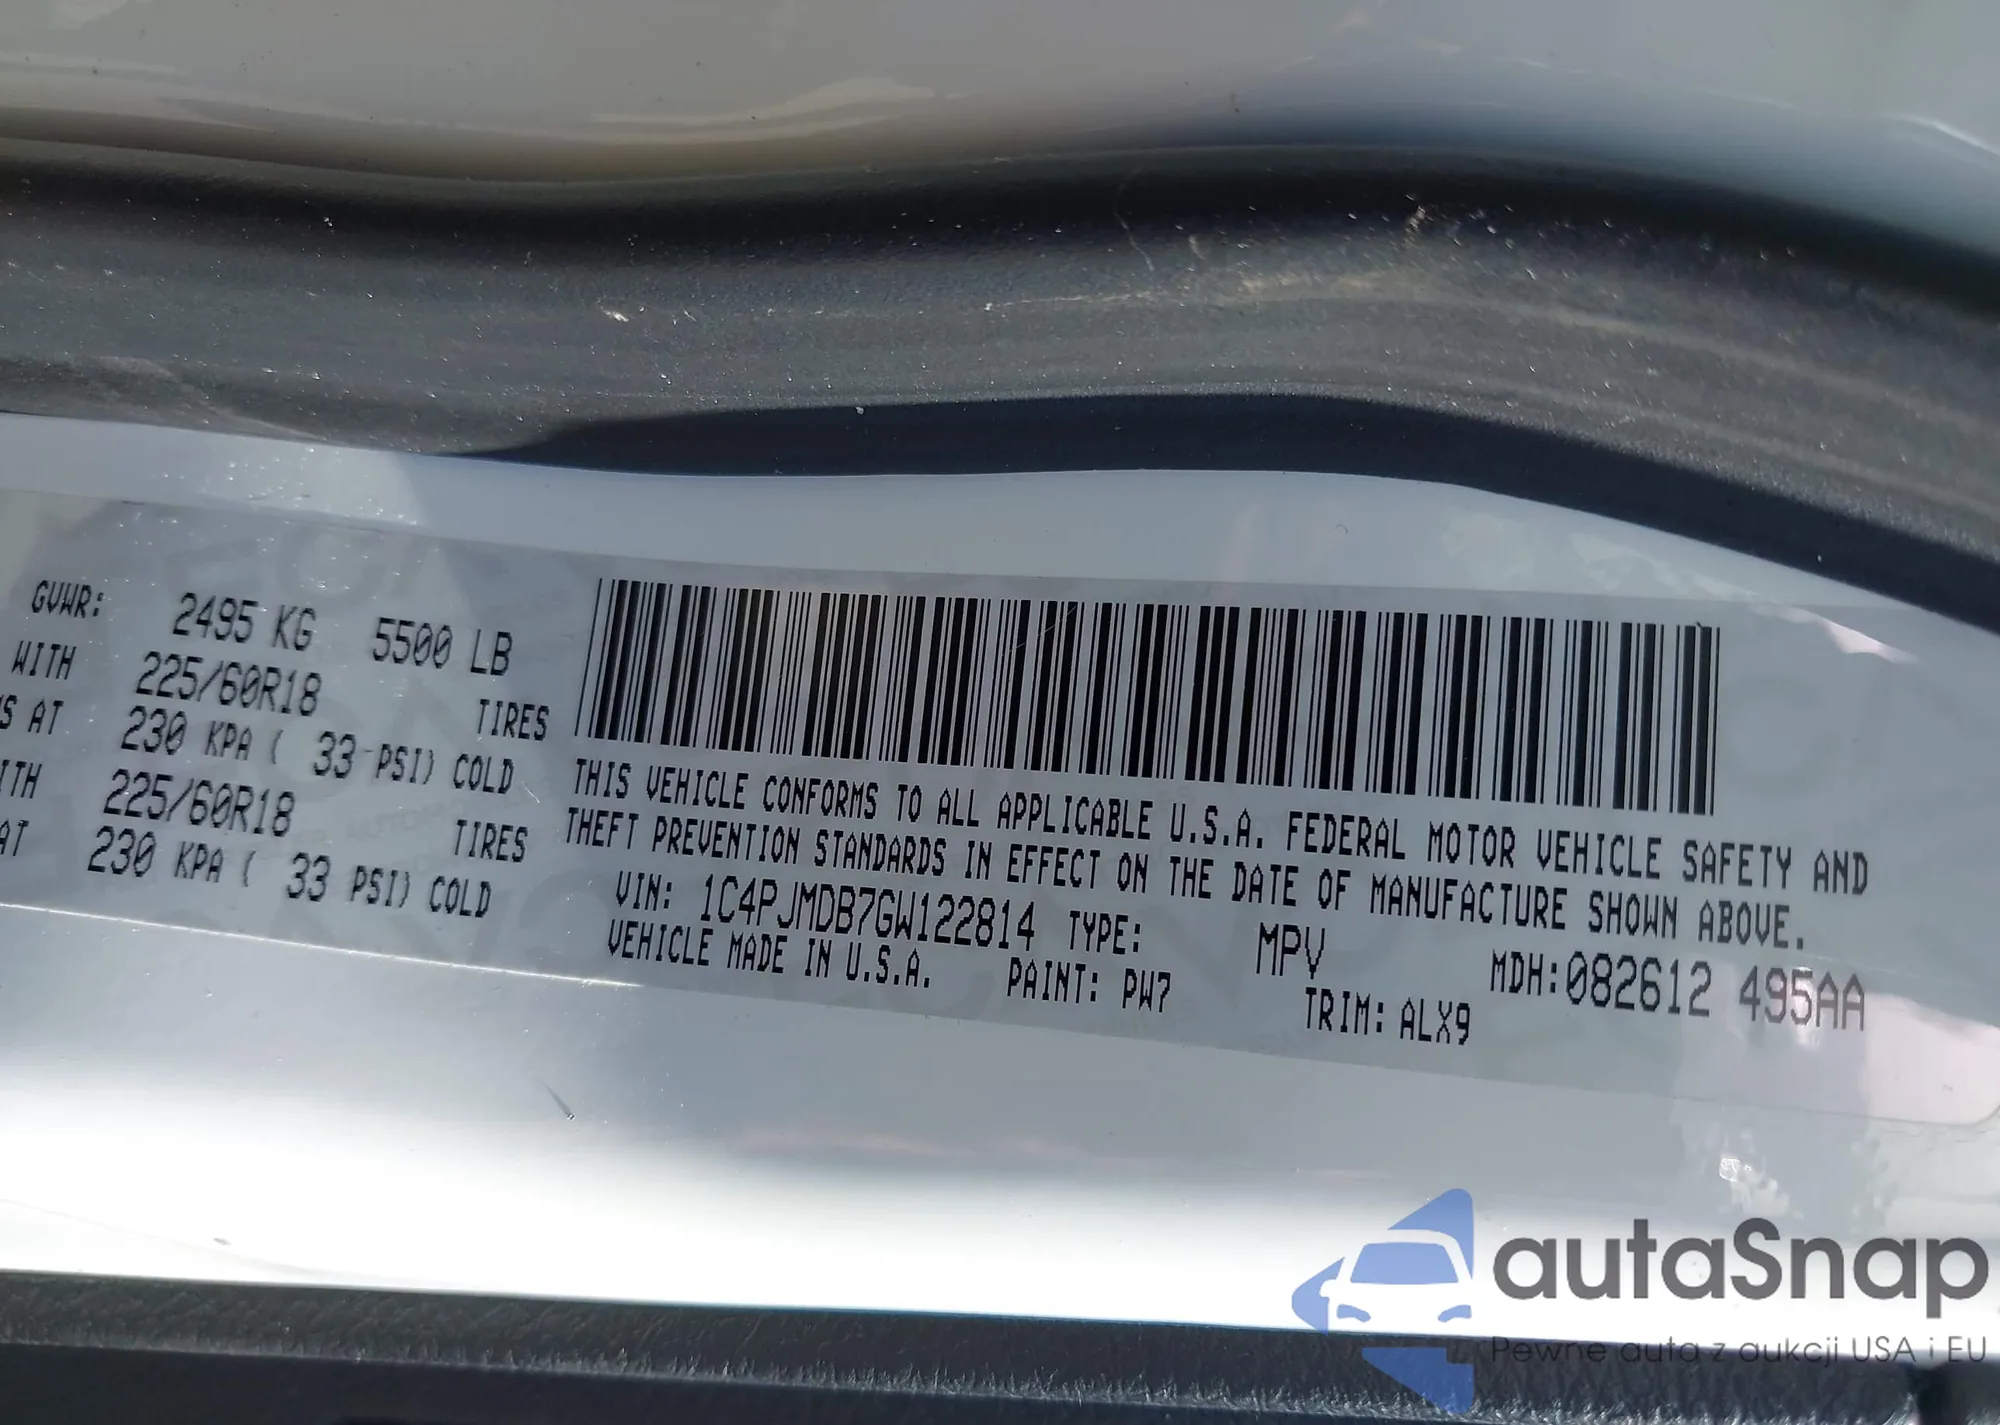 GVWR: 2495 KG 5500 LB
WITH 225/60R18 TIRES
S AT 230 KPA ( 33 PSI) COLD
ITH 225/60R18 TIRES
AT 230 KPA ( 33 PSI) COLD
THIS VEHICLE CONFORMS TO ALL APPLICABLE U.S.A. FEDERAL MOTOR VEHICLE SAFETY AND
THEFT PREVENTION STANDARDS IN EFFECT ON THE DATE OF MANUFACTURE SHOWN ABOVE.
VIN: 1C4PJMDB7GW122814 TYPE: MPV MDH:082612 495AA
VEHICLE MADE IN U.S.A. PAINT: PW7 TRIM: ALX9
autaSnap
Pewne auta z aukcji USA i EU